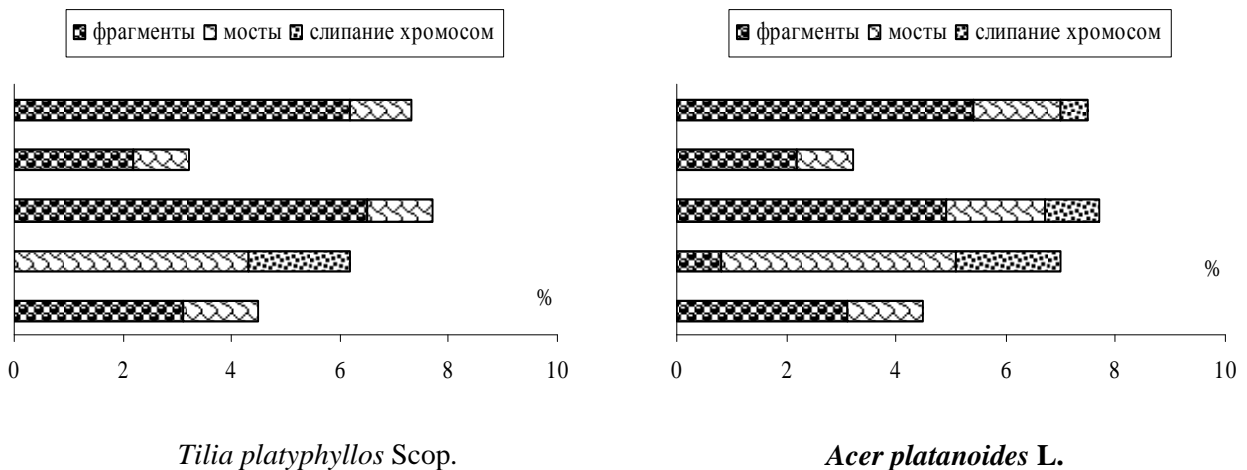 фрагменты мосты слипание хромосом
%
0 2 4 6 8 10
Tilia platyphyllos Scop.
фрагменты мосты слипание хромосом
%
0 2 4 6 8 10
Acer platanoides L.